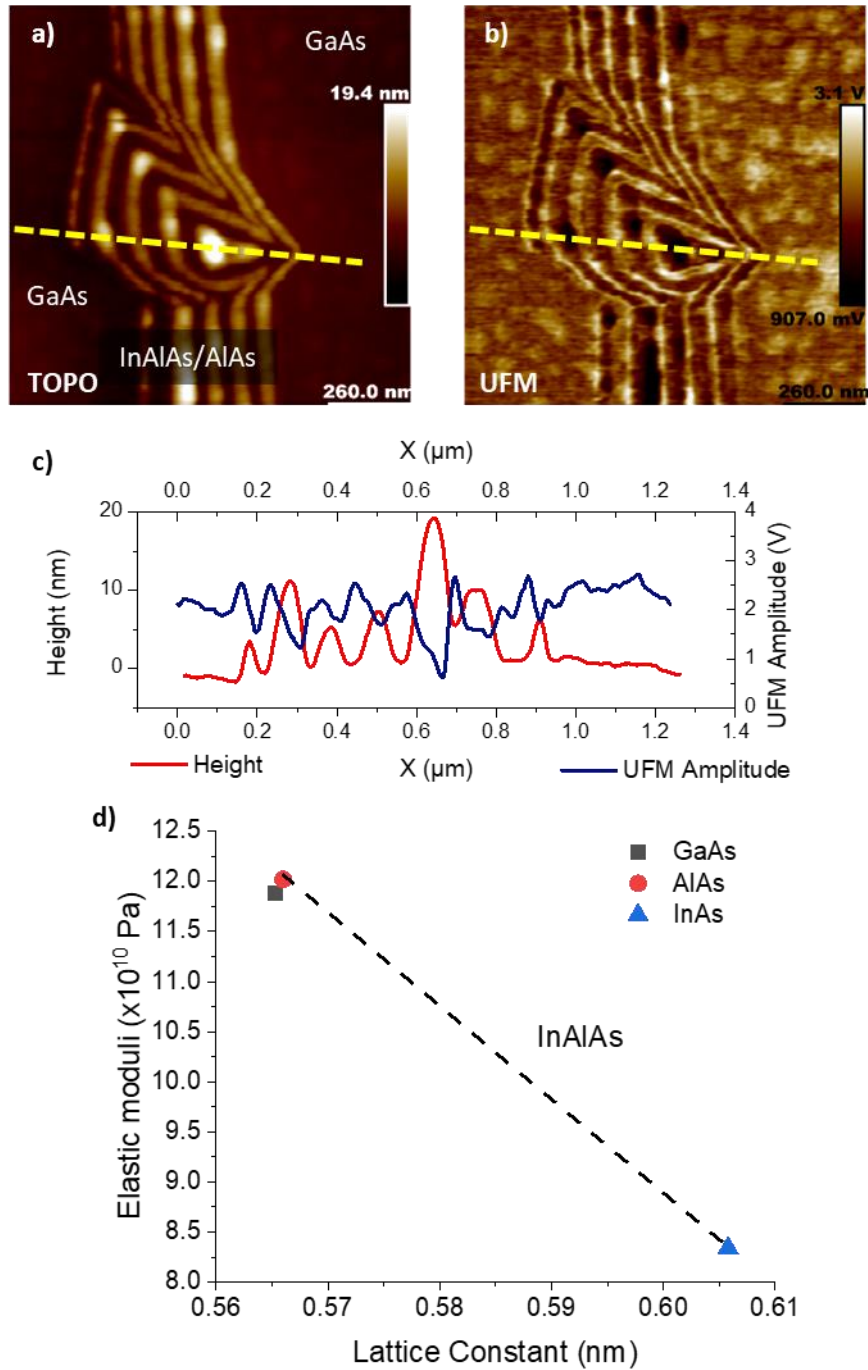 a)
GaAs
19.4 nm
GaAs
InAlAs/AlAs
TOPO
260.0 nm
b)
3.1 V
907.0 mV
UFM
260.0 nm
c)
X (µm)
0.0 0.2 0.4 0.6 0.8 1.0 1.2 1.4
Height (nm)
20
10
0
UFM Amplitude (V)
4
3
2
1
0
0.0 0.2 0.4 0.6 0.8 1.0 1.2 1.4
Height
X (µm)
UFM Amplitude
d)
Elastic moduli (x10¹⁰ Pa)
12.5
12.0
11.5
11.0
10.5
10.0
9.5
9.0
8.5
8.0
GaAs
AlAs
InAs
InAlAs
0.56 0.57 0.58 0.59 0.60 0.61
Lattice Constant (nm)